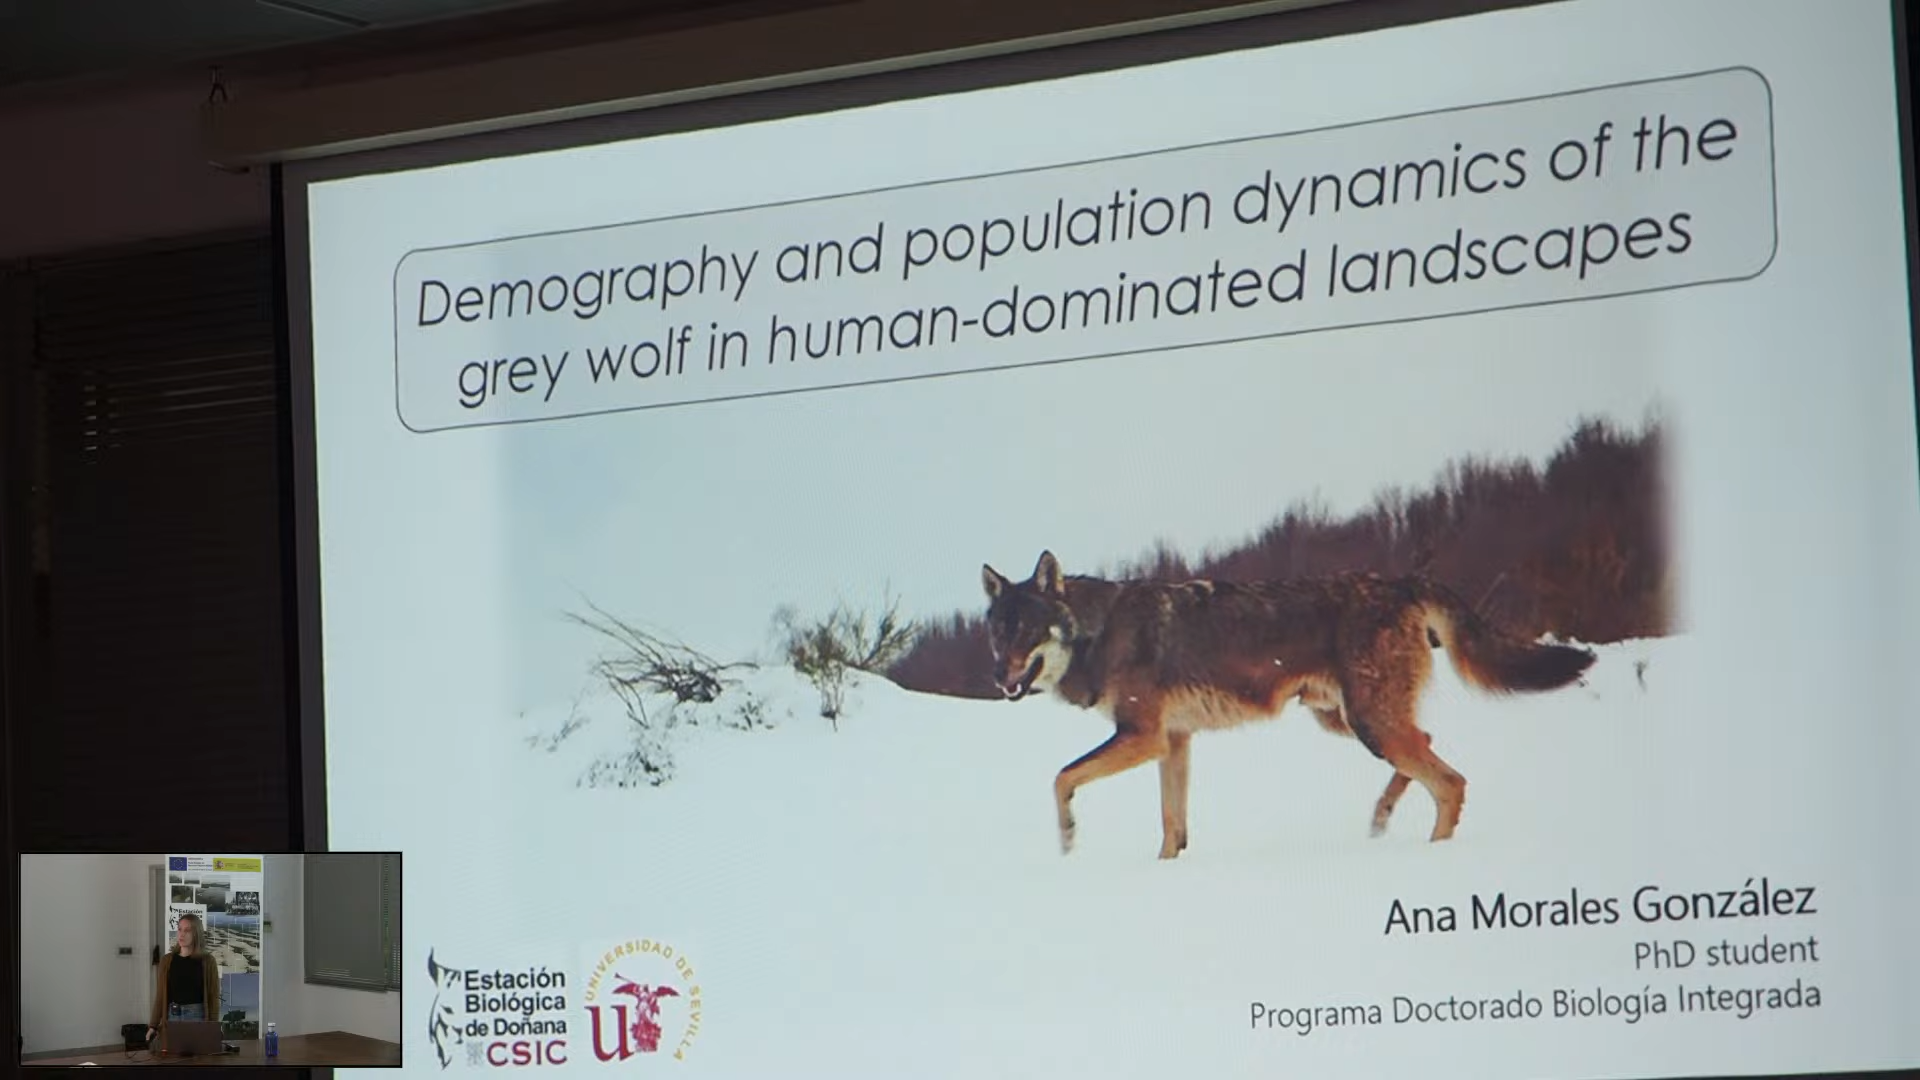 Demography and population dynamics of the
grey wolf in human-dominated landscapes
Ana Morales González
PhD student
Programa Doctorado Biología Integrada
Estación
Biológica
de Doñana
CSIC
UNIVERSIDAD DE SEVILLA
u
Estación